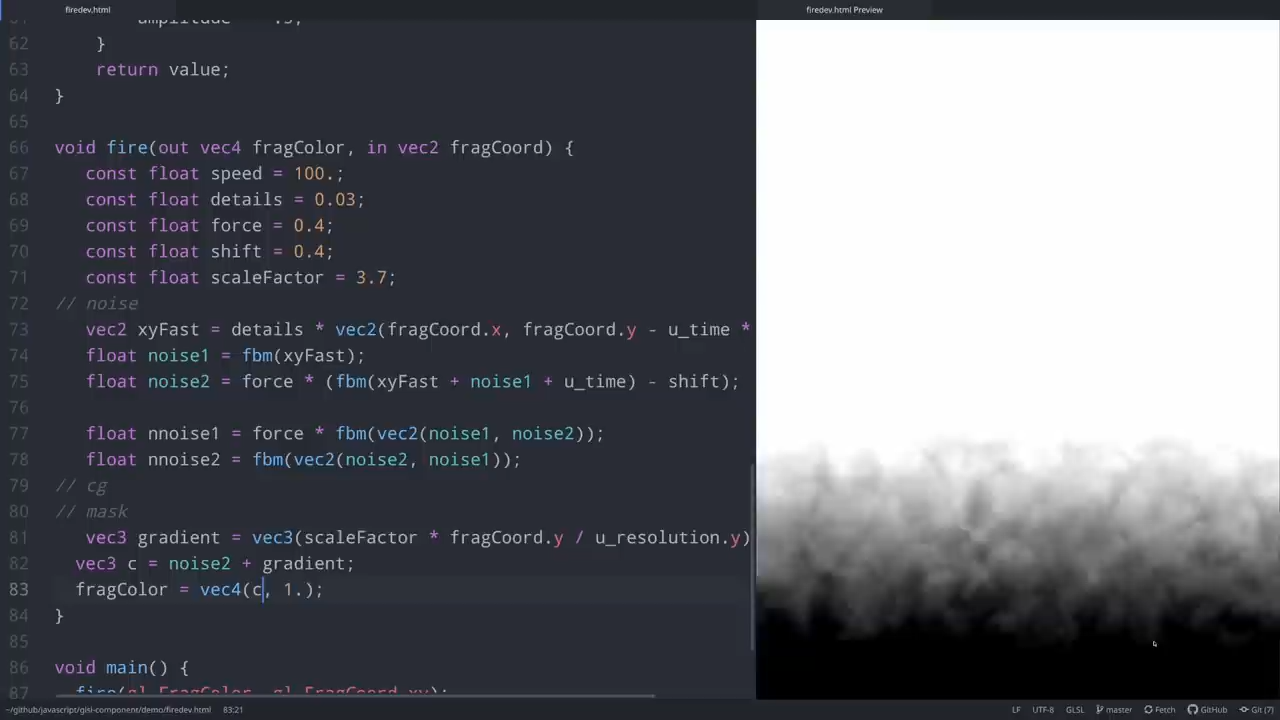 firedev.html
firedev.html Preview
61 amplitude .5;
62 }
63 return value;
64 }
65
66 void fire(out vec4 fragColor, in vec2 fragCoord) {
67 const float speed = 100.;
68 const float details = 0.03;
69 const float force = 0.4;
70 const float shift = 0.4;
71 const float scaleFactor = 3.7;
72 // noise
73 vec2 xyFast = details * vec2(fragCoord.x, fragCoord.y - u_time *
74 float noise1 = fbm(xyFast);
75 float noise2 = force * (fbm(xyFast + noise1 + u_time) - shift);
76
77 float nnoise1 = force * fbm(vec2(noise1, noise2));
78 float nnoise2 = fbm(vec2(noise2, noise1));
79 // cg
80 // mask
81 vec3 gradient = vec3(scaleFactor * fragCoord.y / u_resolution.y)
82 vec3 c = noise2 + gradient;
83 fragColor = vec4(c, 1.);
84 }
85
86 void main() {
87 fire(gl_FragColor, gl_FragCoord.xy);
~/github/javascript/glsl-component/demo/firedev.html 83:21
LF UTF-8 GLSL master Fetch GitHub Git (7)